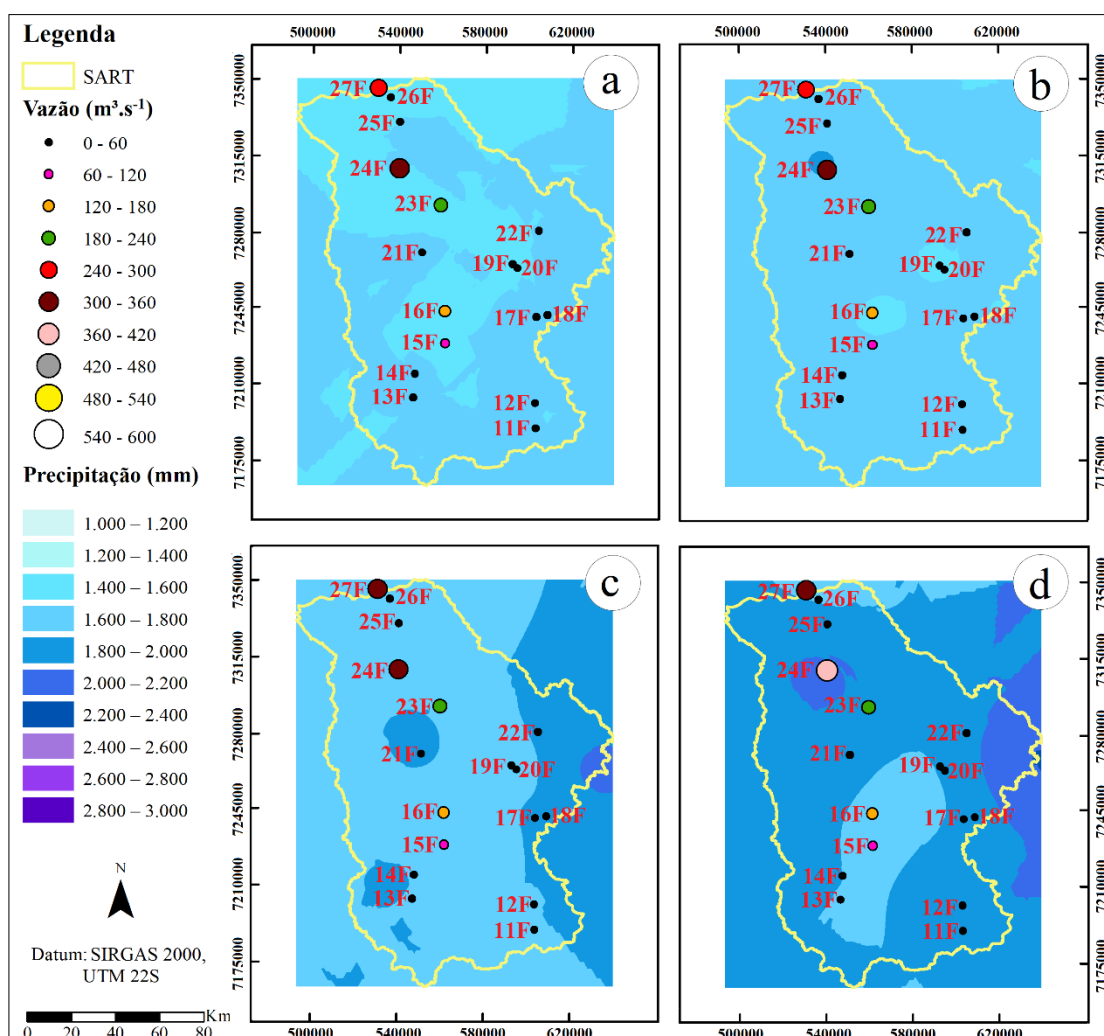 Legenda
SART
Vazão (m³.s⁻¹)
0 - 60
60 - 120
120 - 180
180 - 240
240 - 300
300 - 360
360 - 420
420 - 480
480 - 540
540 - 600
Precipitação (mm)
1.000 – 1.200
1.200 – 1.400
1.400 – 1.600
1.600 – 1.800
1.800 – 2.000
2.000 – 2.200
2.200 – 2.400
2.400 – 2.600
2.600 – 2.800
2.800 – 3.000
N
Datum: SIRGAS 2000,
UTM 22S
Km
0 20 40 60 80
500000 540000 580000 620000
a
7350000
7315000
7280000
7245000
7210000
7175000
27F
26F
25F
24F
23F
22F
21F
19F 20F
16F
17F 18F
15F
14F
13F
12F
11F
500000 540000 580000 620000
b
7350000
7315000
7280000
7245000
7210000
7175000
27F
26F
25F
24F
23F
22F
21F
19F 20F
16F
17F 18F
15F
14F
13F
12F
11F
c
7350000
7315000
7280000
7245000
7210000
7175000
27F
26F
25F
24F
23F
22F
21F
19F 20F
16F
17F 18F
15F
14F
13F
12F
11F
500000 540000 580000 620000
d
7350000
7315000
7280000
7245000
7210000
7175000
27F
26F
25F
24F
23F
22F
21F
19F 20F
16F
17F 18F
15F
14F
13F
12F
11F
500000 540000 580000 620000